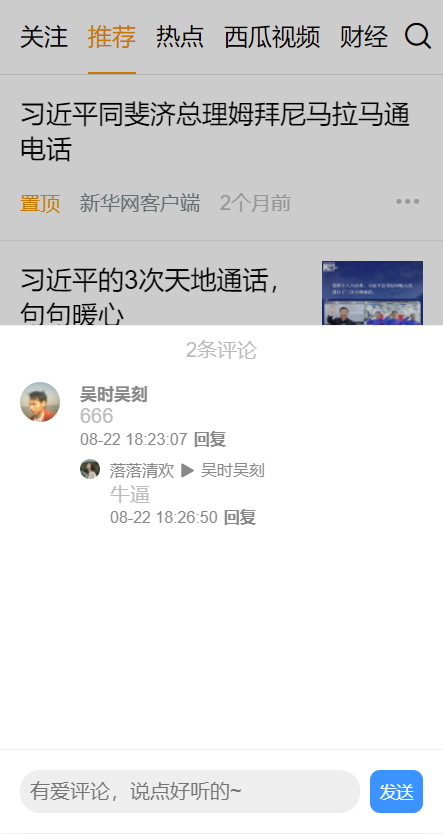 关注 推荐 热点 西瓜视频 财经
习近平同斐济总理姆拜尼马拉马通
电话
置顶 新华网客户端 2个月前
习近平的3次天地通话，
句句暖心
2条评论
吴时吴刻
666
08-22 18:23:07 回复
落落清欢 ▶ 吴时吴刻
牛逼
08-22 18:26:50 回复
有爱评论，说点好听的~
发送